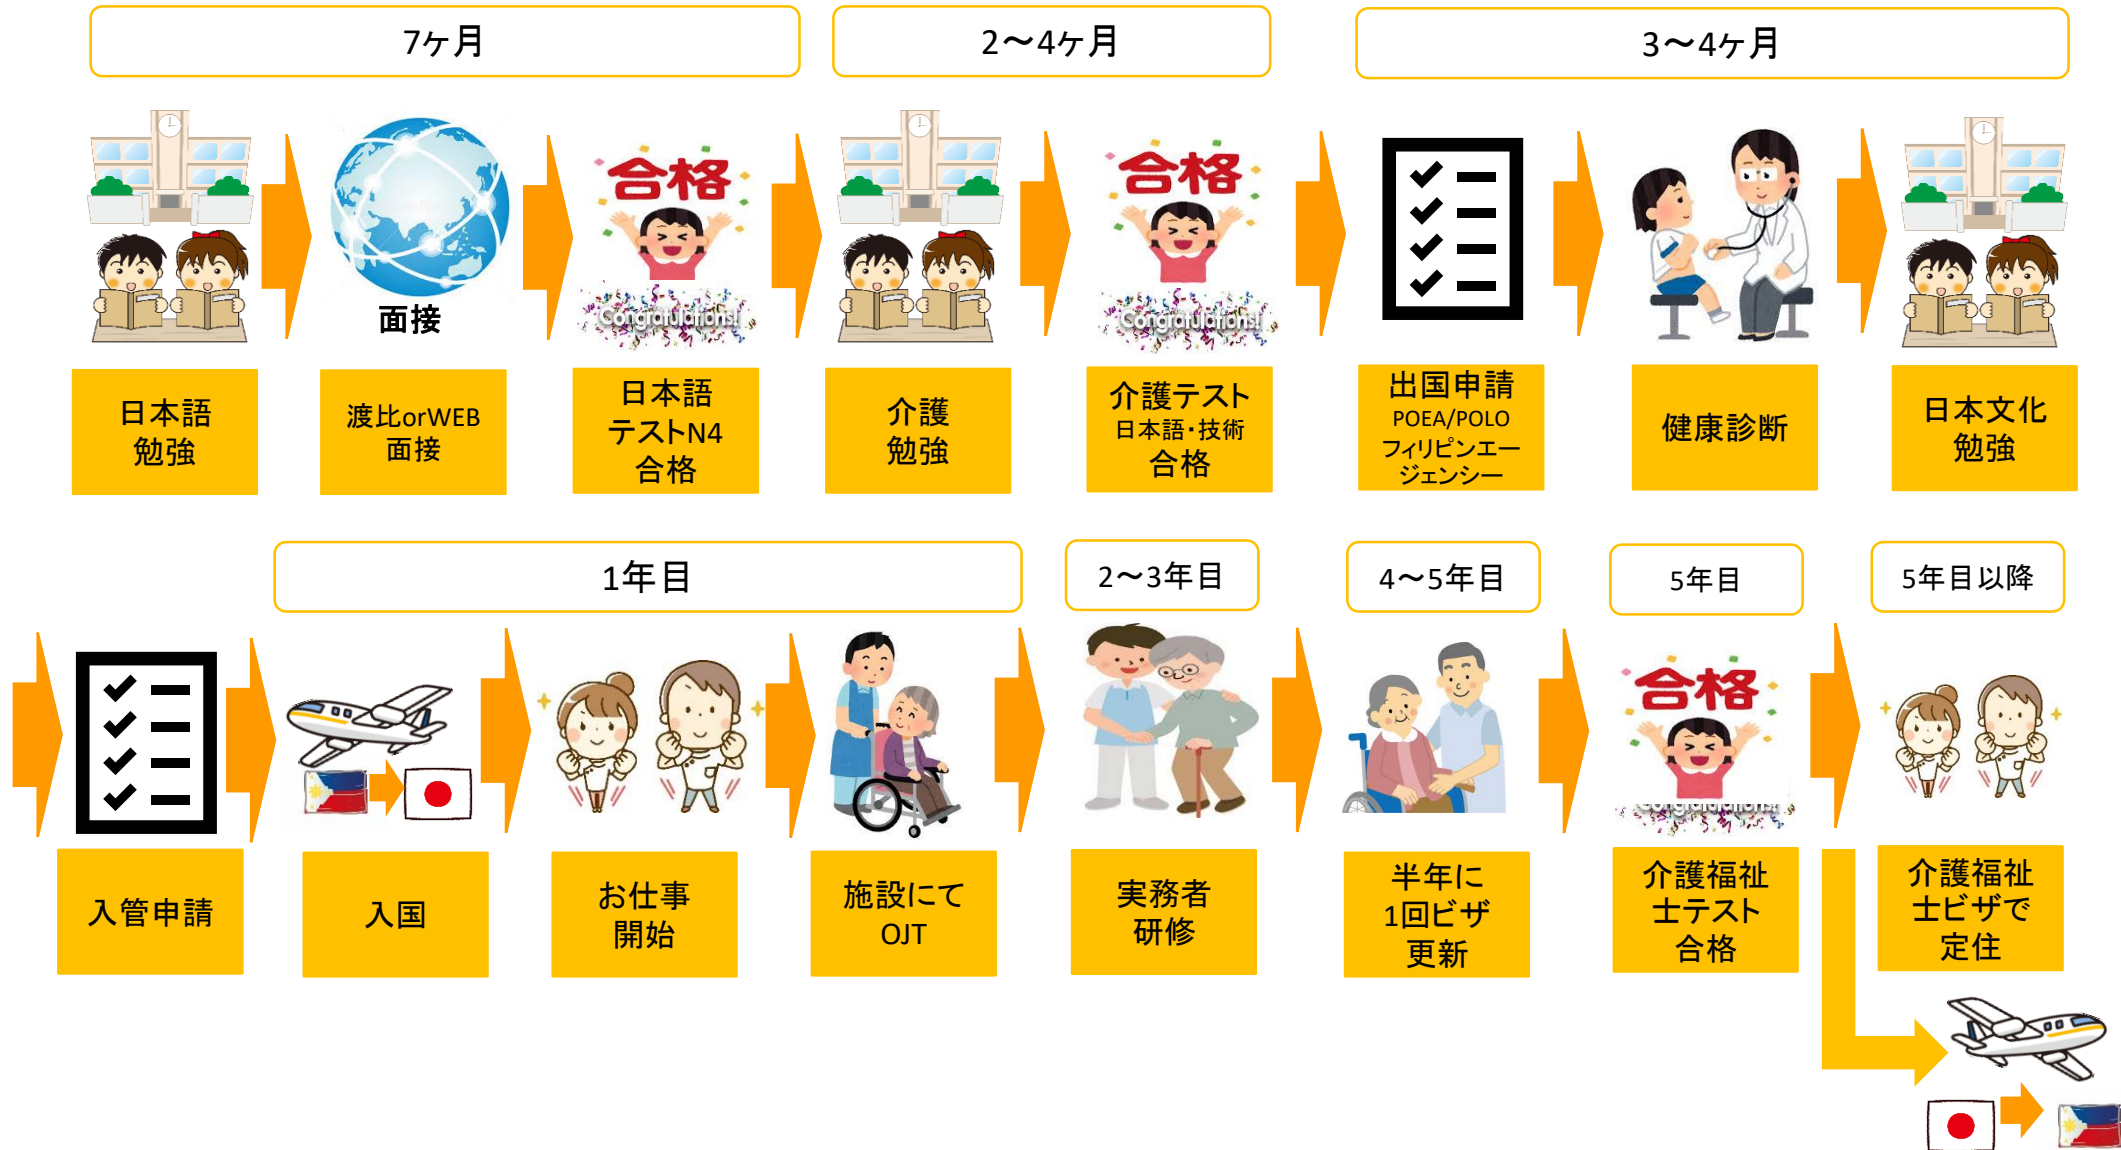 7ヶ月
2～4ヶ月
3～4ヶ月
面接
合格
Congratulations!
合格
Congratulations!
日本語
勉強
渡比orWEB
面接
日本語
テストN4
合格
介護
勉強
介護テスト
日本語・技術
合格
出国申請
POEA/POLO
フィリピンエー
ジェンシー
健康診断
日本文化
勉強
1年目
2～3年目
4～5年目
5年目
5年目以降
合格
Congratulations!
入管申請
入国
お仕事
開始
施設にて
OJT
実務者
研修
半年に
1回ビザ
更新
介護福祉
士テスト
合格
介護福祉
士ビザで
定住